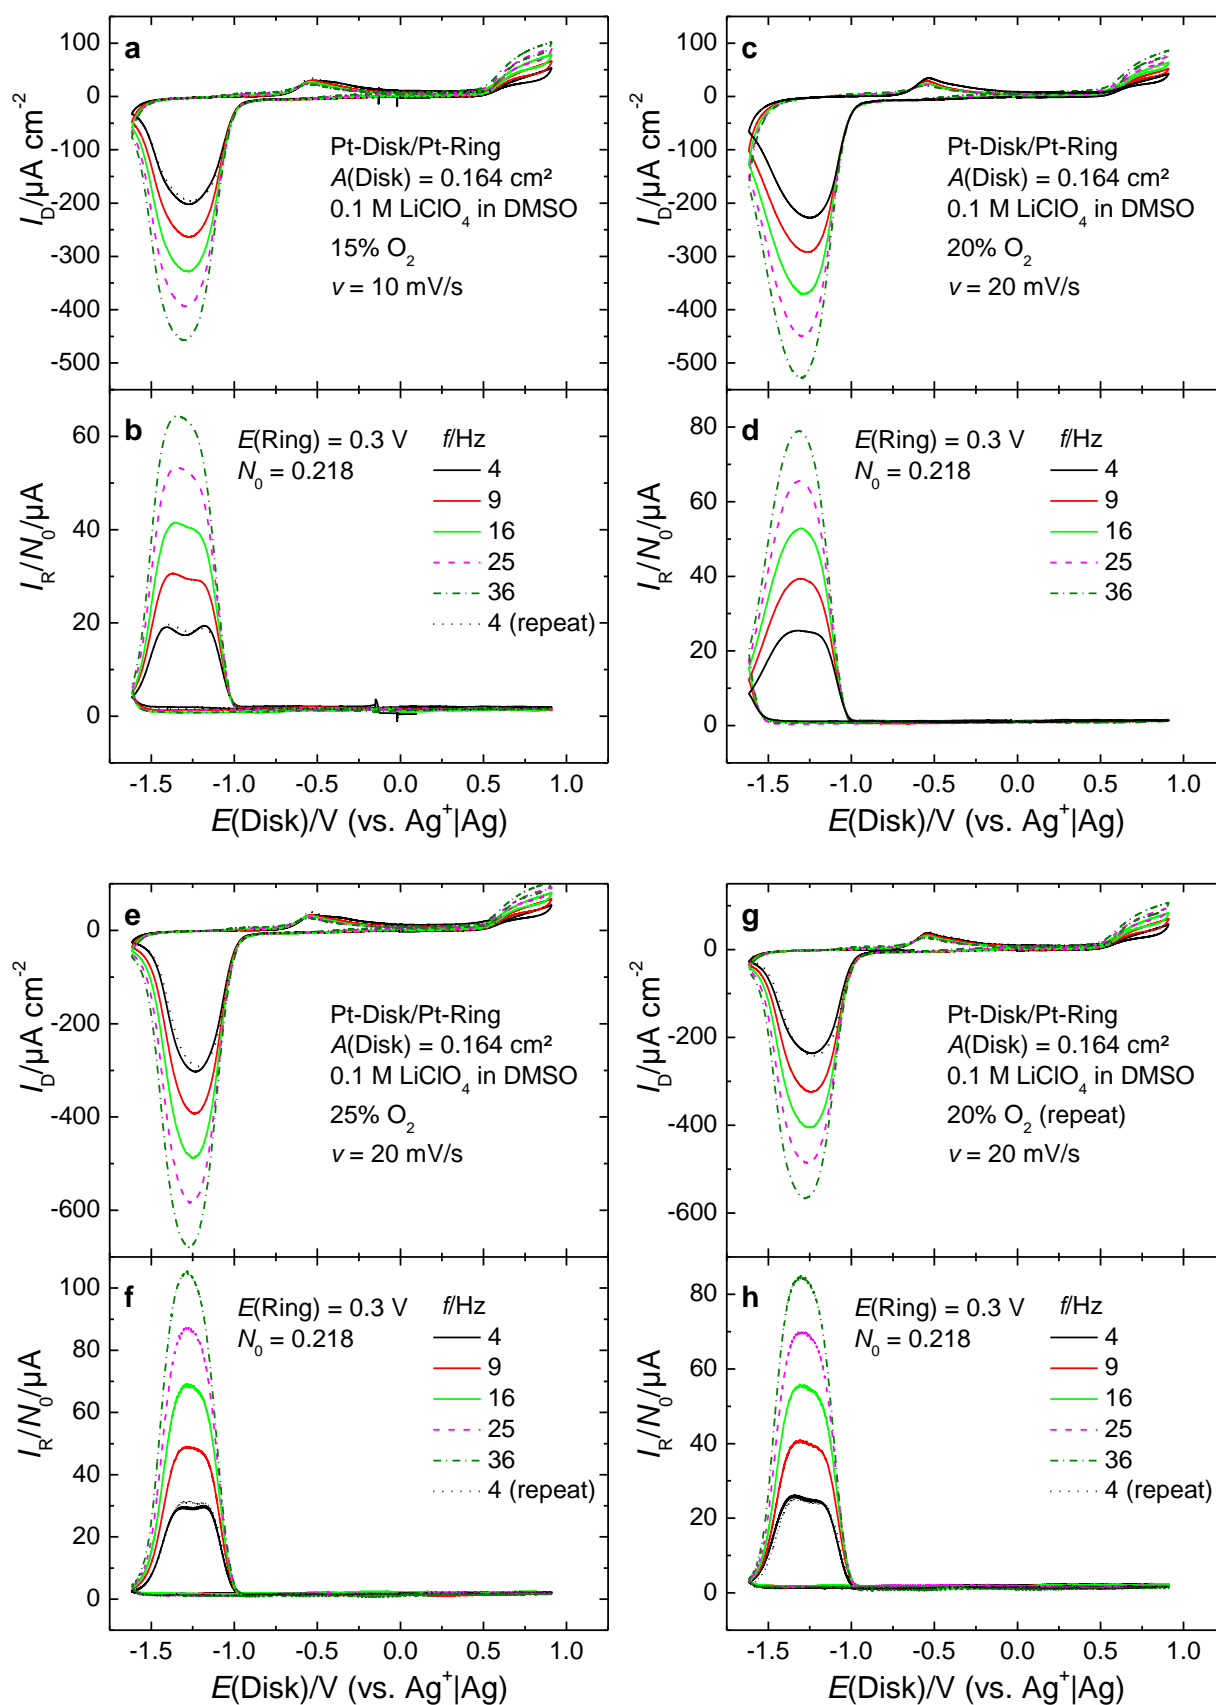 a
100
0
-100
-200
-300
-400
-500
I_D/µA cm⁻²
Pt-Disk/Pt-Ring
A(Disk) = 0.164 cm²
0.1 M LiClO₄ in DMSO
15% O₂
v = 10 mV/s
b
60
40
20
0
I_R/N₀/µA
E(Ring) = 0.3 V
N₀ = 0.218
f/Hz
4
9
16
25
36
4 (repeat)
-1.5 -1.0 -0.5 0.0 0.5 1.0
E(Disk)/V (vs. Ag⁺|Ag)
c
100
0
-100
-200
-300
-400
-500
I_D/µA cm⁻²
Pt-Disk/Pt-Ring
A(Disk) = 0.164 cm²
0.1 M LiClO₄ in DMSO
20% O₂
v = 20 mV/s
d
80
60
40
20
0
I_R/N₀/µA
E(Ring) = 0.3 V
N₀ = 0.218
f/Hz
4
9
16
25
36
-1.5 -1.0 -0.5 0.0 0.5 1.0
E(Disk)/V (vs. Ag⁺|Ag)
e
0
-200
-400
-600
I_D/µA cm⁻²
Pt-Disk/Pt-Ring
A(Disk) = 0.164 cm²
0.1 M LiClO₄ in DMSO
25% O₂
v = 20 mV/s
f
100
80
60
40
20
0
I_R/N₀/µA
E(Ring) = 0.3 V
N₀ = 0.218
f/Hz
4
9
16
25
36
4 (repeat)
-1.5 -1.0 -0.5 0.0 0.5 1.0
E(Disk)/V (vs. Ag⁺|Ag)
g
0
-200
-400
-600
I_D/µA cm⁻²
Pt-Disk/Pt-Ring
A(Disk) = 0.164 cm²
0.1 M LiClO₄ in DMSO
20% O₂ (repeat)
v = 20 mV/s
h
80
60
40
20
0
I_R/N₀/µA
E(Ring) = 0.3 V
N₀ = 0.218
f/Hz
4
9
16
25
36
4 (repeat)
-1.5 -1.0 -0.5 0.0 0.5 1.0
E(Disk)/V (vs. Ag⁺|Ag)